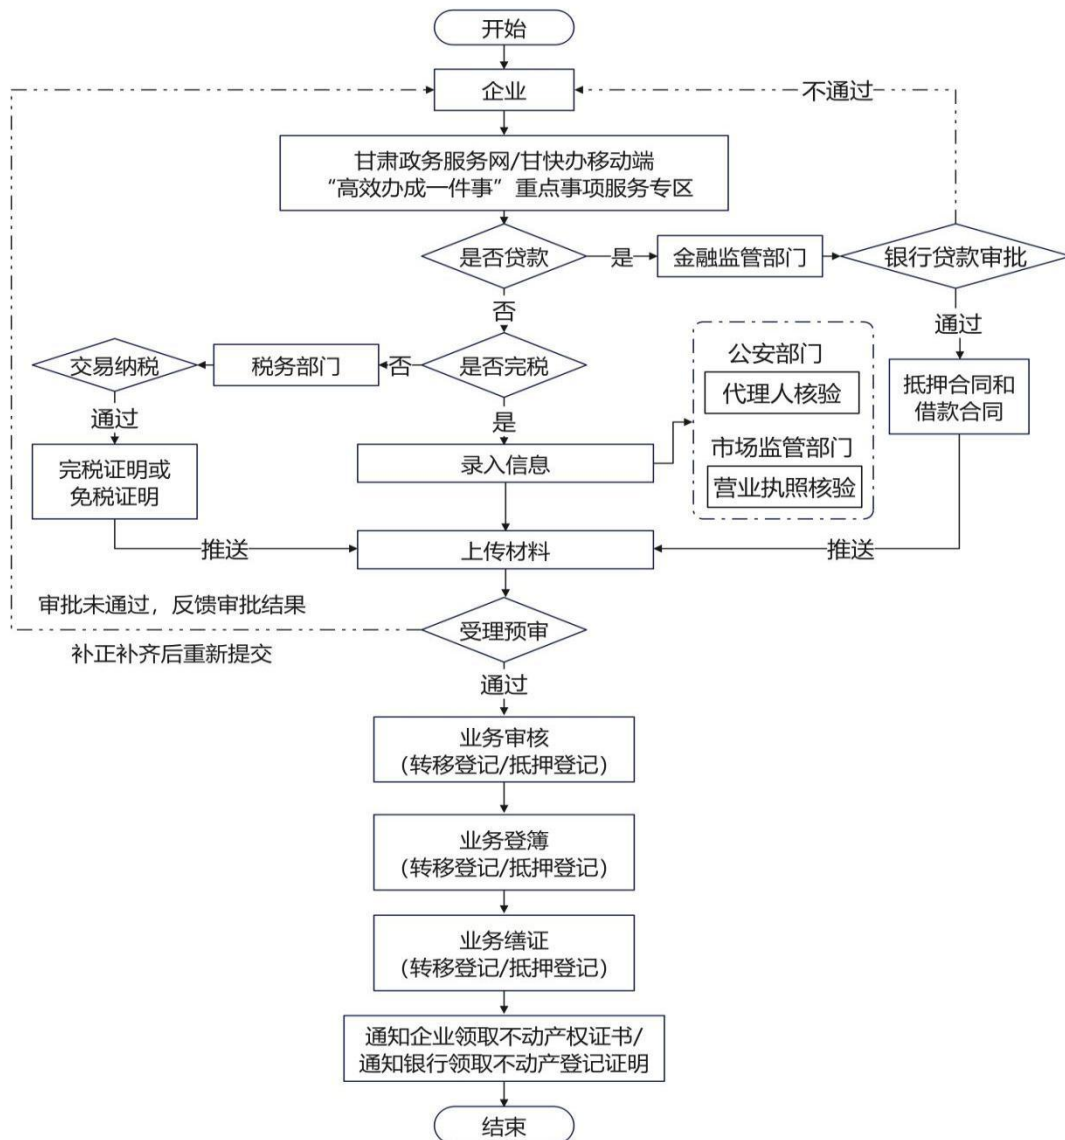 开始
企业
不通过
甘肃政务服务网/甘快办移动端
“高效办成一件事”重点事项服务专区
是否贷款
是
金融监管部门
银行贷款审批
否
通过
交易纳税
税务部门
否
是否完税
公安部门
代理人核验
抵押合同和
借款合同
通过
是
市场监管部门
完税证明或
免税证明
录入信息
营业执照核验
推送
上传材料
推送
审批未通过，反馈审批结果
受理预审
补正补齐后重新提交
通过
业务审核
（转移登记/抵押登记）
业务登簿
（转移登记/抵押登记）
业务缮证
（转移登记/抵押登记）
通知企业领取不动产权证书/
通知银行领取不动产登记证明
结束